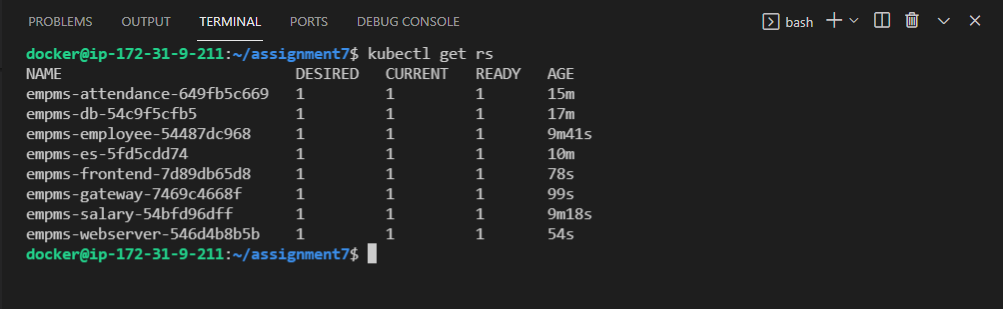 PROBLEMS OUTPUT TERMINAL PORTS DEBUG CONSOLE bash
docker@ip-172-31-9-211:~/assignment7$ kubectl get rs
NAME DESIRED CURRENT READY AGE
empms-attendance-649fb5c669 1 1 1 15m
empms-db-54c9f5cfb5 1 1 1 17m
empms-employee-54487dc968 1 1 1 9m41s
empms-es-5fd5cdd74 1 1 1 10m
empms-frontend-7d89db65d8 1 1 1 78s
empms-gateway-7469c4668f 1 1 1 99s
empms-salary-54bfd96dff 1 1 1 9m18s
empms-webserver-546d4b8b5b 1 1 1 54s
docker@ip-172-31-9-211:~/assignment7$